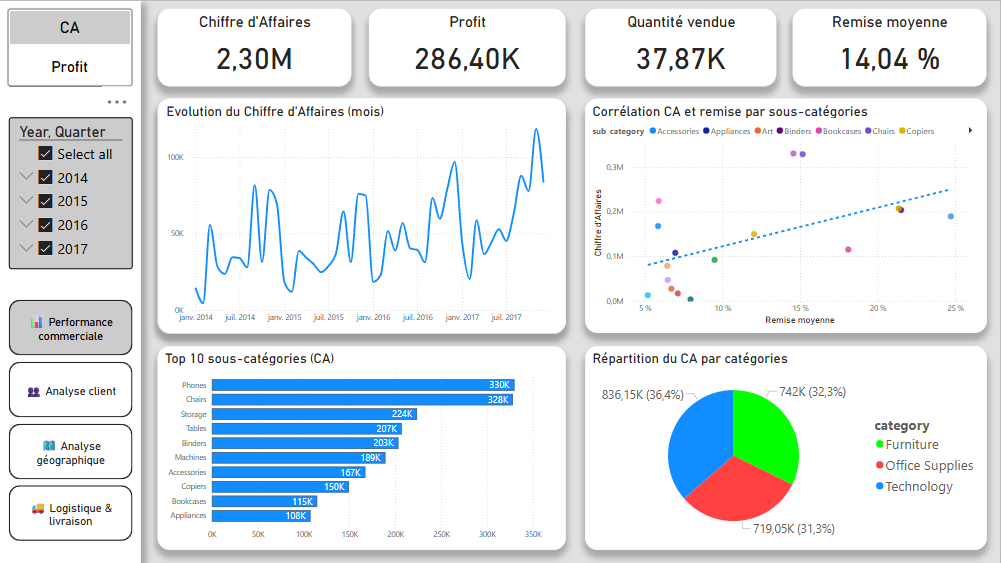 CA
Profit
Year, Quarter
Select all
2014
2015
2016
2017
Performance
commerciale
Analyse client
Analyse
géographique
Logistique &
livraison
Chiffre d'Affaires
2,30M
Profit
286,40K
Quantité vendue
37,87K
Remise moyenne
14,04 %
Evolution du Chiffre d'Affaires (mois)
100K
50K
0K
janv. 2014 juil. 2014 janv. 2015 juil. 2015 janv. 2016 juil. 2016 janv. 2017 juil. 2017
Corrélation CA et remise par sous-catégories
sub_category Accessories Appliances Art Binders Bookcases Chairs Copiers
Chiffre d'Affaires
0,3M
0,2M
0,1M
0,0M
5 % 10 % 15 % 20 % 25 %
Remise moyenne
Top 10 sous-catégories (CA)
Phones 330K
Chairs 328K
Storage 224K
Tables 207K
Binders 203K
Machines 189K
Accessories 167K
Copiers 150K
Bookcases 115K
Appliances 108K
0K 50K 100K 150K 200K 250K 300K 350K
Répartition du CA par catégories
836,15K (36,4%)
742K (32,3%)
719,05K (31,3%)
category
Furniture
Office Supplies
Technology